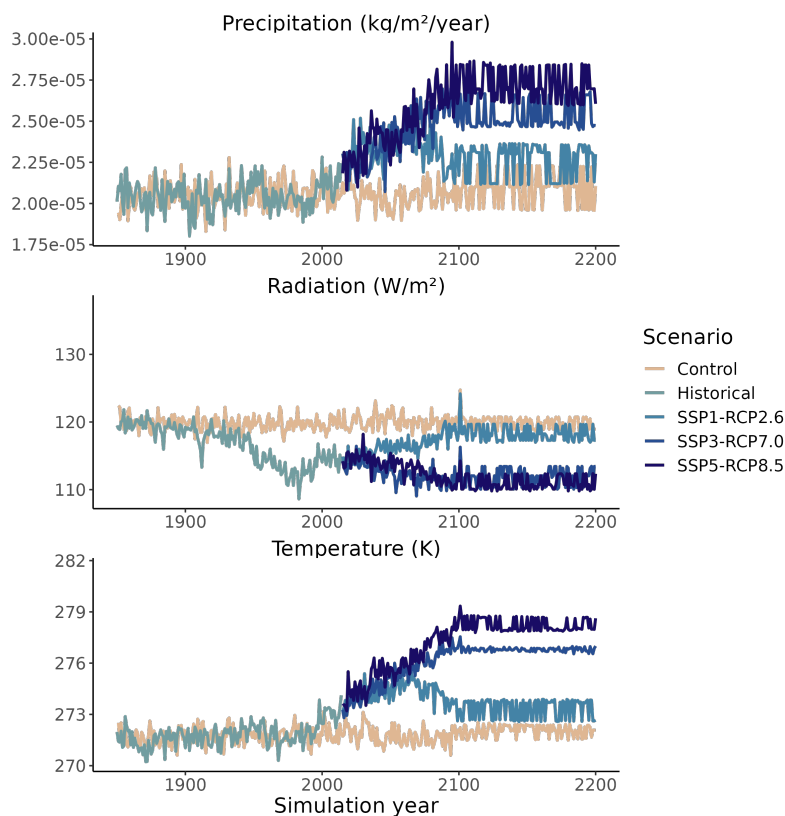 Precipitation (kg/m²/year)
3.00e-05
2.75e-05
2.50e-05
2.25e-05
2.00e-05
1.75e-05
1900 2000 2100 2200
Radiation (W/m²)
130
120
110
1900 2000 2100 2200
Scenario
Control
Historical
SSP1-RCP2.6
SSP3-RCP7.0
SSP5-RCP8.5
Temperature (K)
282
279
276
273
270
1900 2000 2100 2200
Simulation year